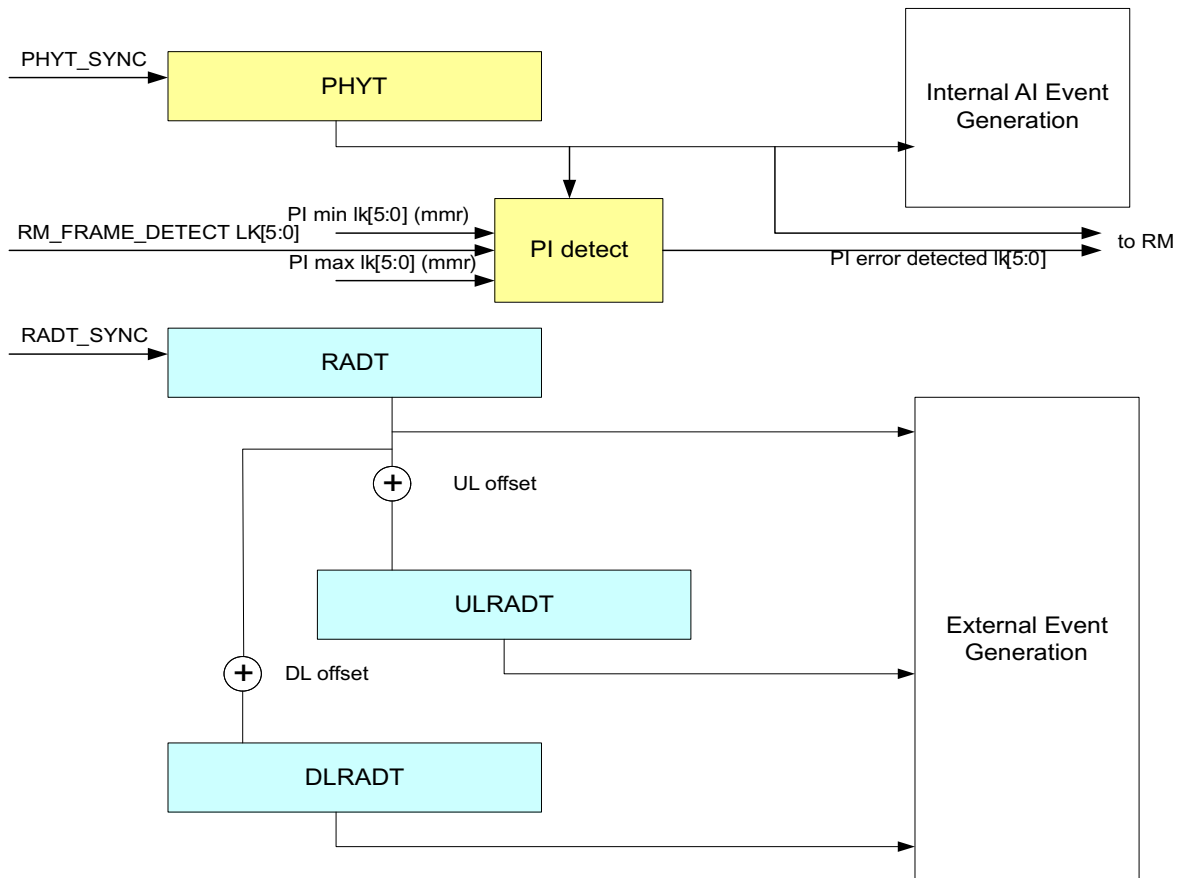 PHYT_SYNC
PHYT
Internal AI Event
Generation
PI min lk[5:0] (mmr)
RM_FRAME_DETECT LK[5:0]
PI max lk[5:0] (mmr)
PI detect
to RM
PI error detected lk[5:0]
RADT_SYNC
RADT
+
UL offset
ULRADT
External Event
Generation
+
DL offset
DLRADT